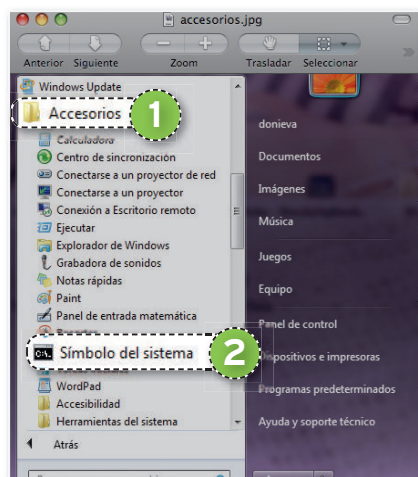 accesorios.jpg
Anterior Siguiente Zoom Trasladar Seleccionar
Windows Update
Accesorios 1
Calculadora
Centro de sincronización
Conectarse a un proyector de red
Conectarse a un proyector
Conexión a Escritorio remoto
Ejecutar
Explorador de Windows
Grabadora de sonidos
Notas rápidas
Paint
Panel de entrada matemática
Símbolo del sistema 2
WordPad
Accesibilidad
Herramientas del sistema
Atrás
donieva
Documentos
Imágenes
Música
Juegos
Equipo
Panel de control
Dispositivos e impresoras
Programas predeterminados
Ayuda y soporte técnico